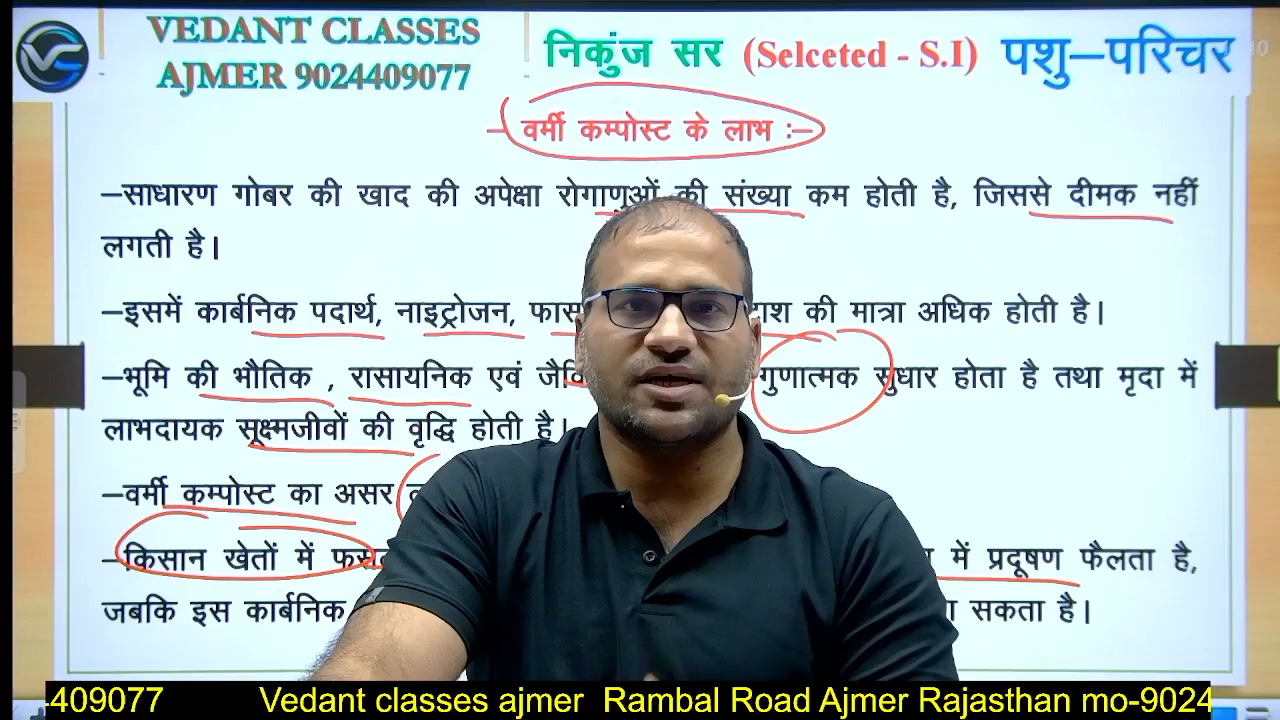 VEDANT CLASSES
AJMER 9024409077
निकुंज सर (Selceted - S.I) पशु–परिचर
– वर्मी कम्पोस्ट के लाभ :–
–साधारण गोबर की खाद की अपेक्षा रोगाणुओं की संख्या कम होती है, जिससे दीमक नहीं
लगती है।
–इसमें कार्बनिक पदार्थ, नाइट्रोजन, की मात्रा अधिक होती है।
–भूमि की भौतिक , रासायनिक एवं गुणात्मक सुधार होता है तथा मृदा में
लाभदायक सूक्ष्मजीवों की वृद्धि होती है।
–वर्मी कम्पोस्ट का असर
–किसान खेतों में में प्रदूषण फैलता है,
जबकि इस कार्बनिक सकता है।
409077 Vedant classes ajmer Rambal Road Ajmer Rajasthan mo-9024